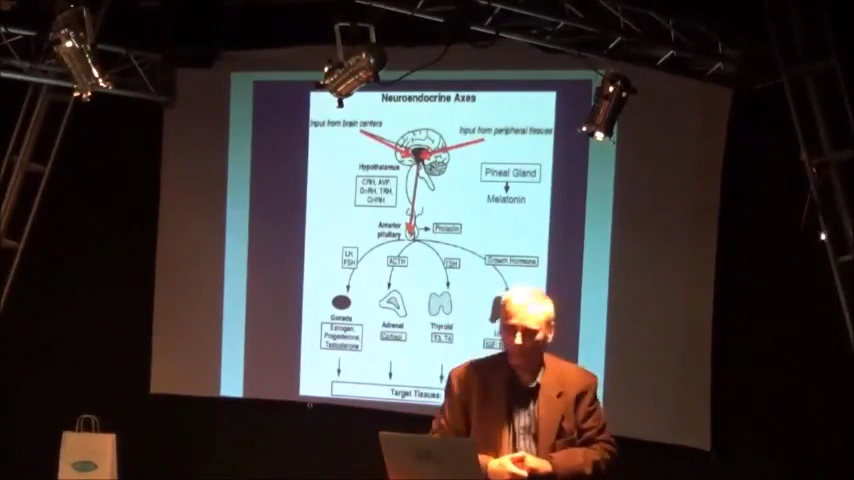 Neuroendocrine Axes
Input from brain centers
Input from peripheral tissues
Hypothalamus
CRH, AVP,
GnRH, TRH,
GHRH
Pineal Gland
Melatonin
Anterior
pituitary
Prolactin
LH,
FSH
ACTH
TSH
Growth Hormone
Gonads
Adrenal
Thyroid
Estrogen,
Progesterone,
Testosterone
Cortisol
T3, T4
Target Tissues